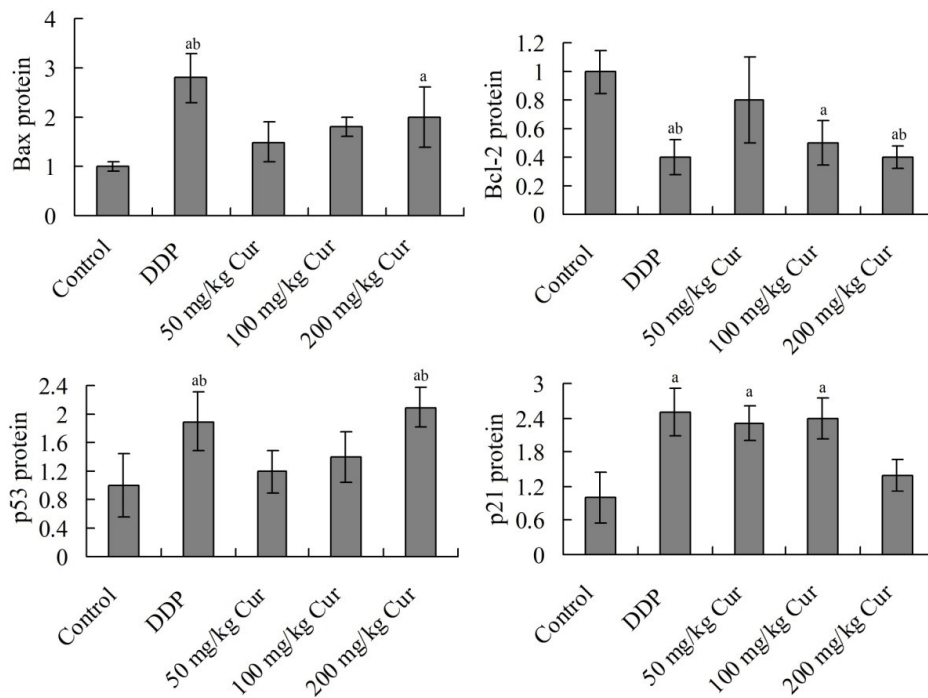 Bax protein
4
3
2
1
0
ab
a
Control
DDP
50 mg/kg Cur
100 mg/kg Cur
200 mg/kg Cur
Bcl-2 protein
1.2
1
0.8
0.6
0.4
0.2
0
ab
a
ab
Control
DDP
50 mg/kg Cur
100 mg/kg Cur
200 mg/kg Cur
p53 protein
2.4
2
1.6
1.2
0.8
0.4
0
ab
ab
Control
DDP
50 mg/kg Cur
100 mg/kg Cur
200 mg/kg Cur
p21 protein
3
2.4
1.8
1.2
0.6
0
a
a
a
Control
DDP
50 mg/kg Cur
100 mg/kg Cur
200 mg/kg Cur